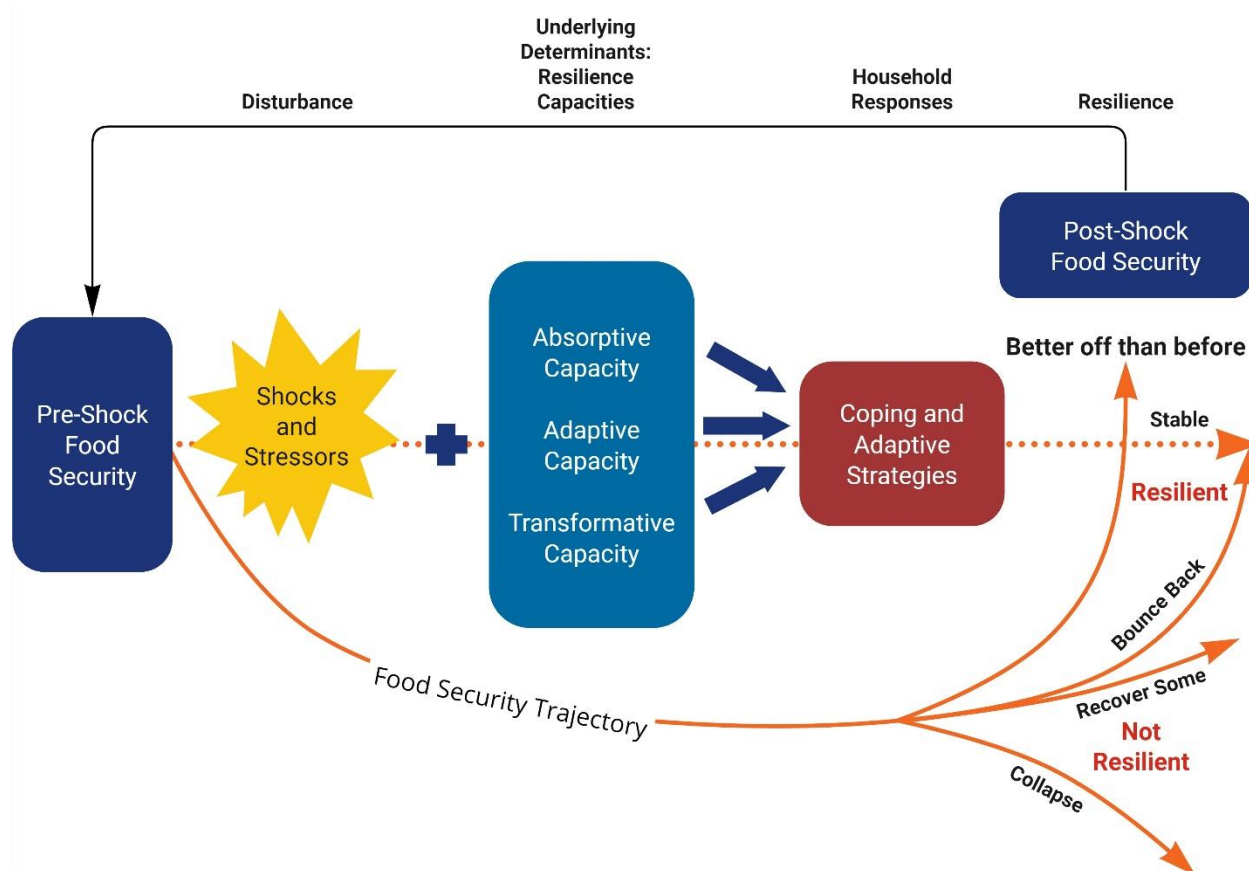 Disturbance
Underlying
Determinants:
Resilience
Capacities
Household
Responses
Resilience
Pre-Shock
Food
Security
Shocks
and
Stressors
Absorptive
Capacity
Adaptive
Capacity
Transformative
Capacity
Coping and
Adaptive
Strategies
Post-Shock
Food Security
Better off than before
Stable
Resilient
Bounce Back
Recover Some
Not
Resilient
Collapse
Food Security Trajectory